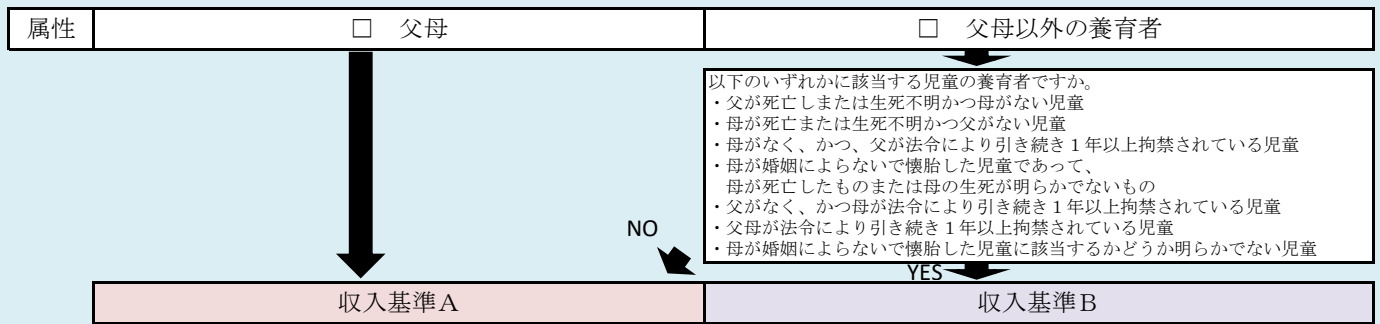 属性
□ 父母
□ 父母以外の養育者
以下のいずれかに該当する児童の養育者ですか。
・父が死亡しまたは生死不明かつ母がない児童
・母が死亡または生死不明かつ父がない児童
・母がなく、かつ、父が法令により引き続き１年以上拘禁されている児童
・母が婚姻によらないで懐胎した児童であって、
母が死亡したものまたは母の生死が明らかでないもの
・父がなく、かつ母が法令により引き続き１年以上拘禁されている児童
・父母が法令により引き続き１年以上拘禁されている児童
・母が婚姻によらないで懐胎した児童に該当するかどうか明らかでない児童
NO
YES
収入基準Ａ
収入基準Ｂ